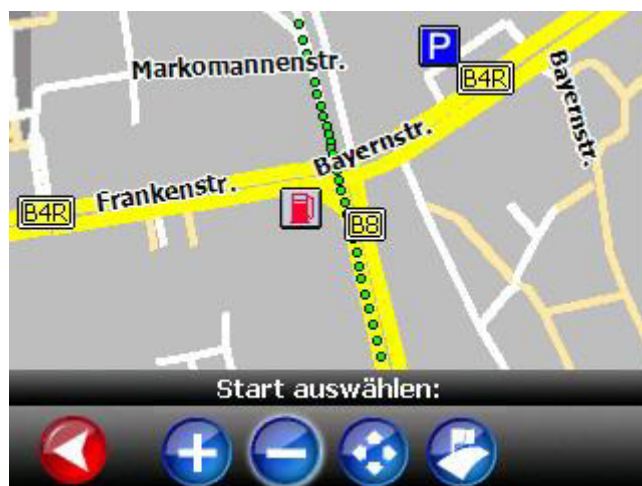 Markomannenstr.
P
B4R
Bayernstr.
Bayernstr.
Frankenstr.
B4R
B8
Start auswählen: